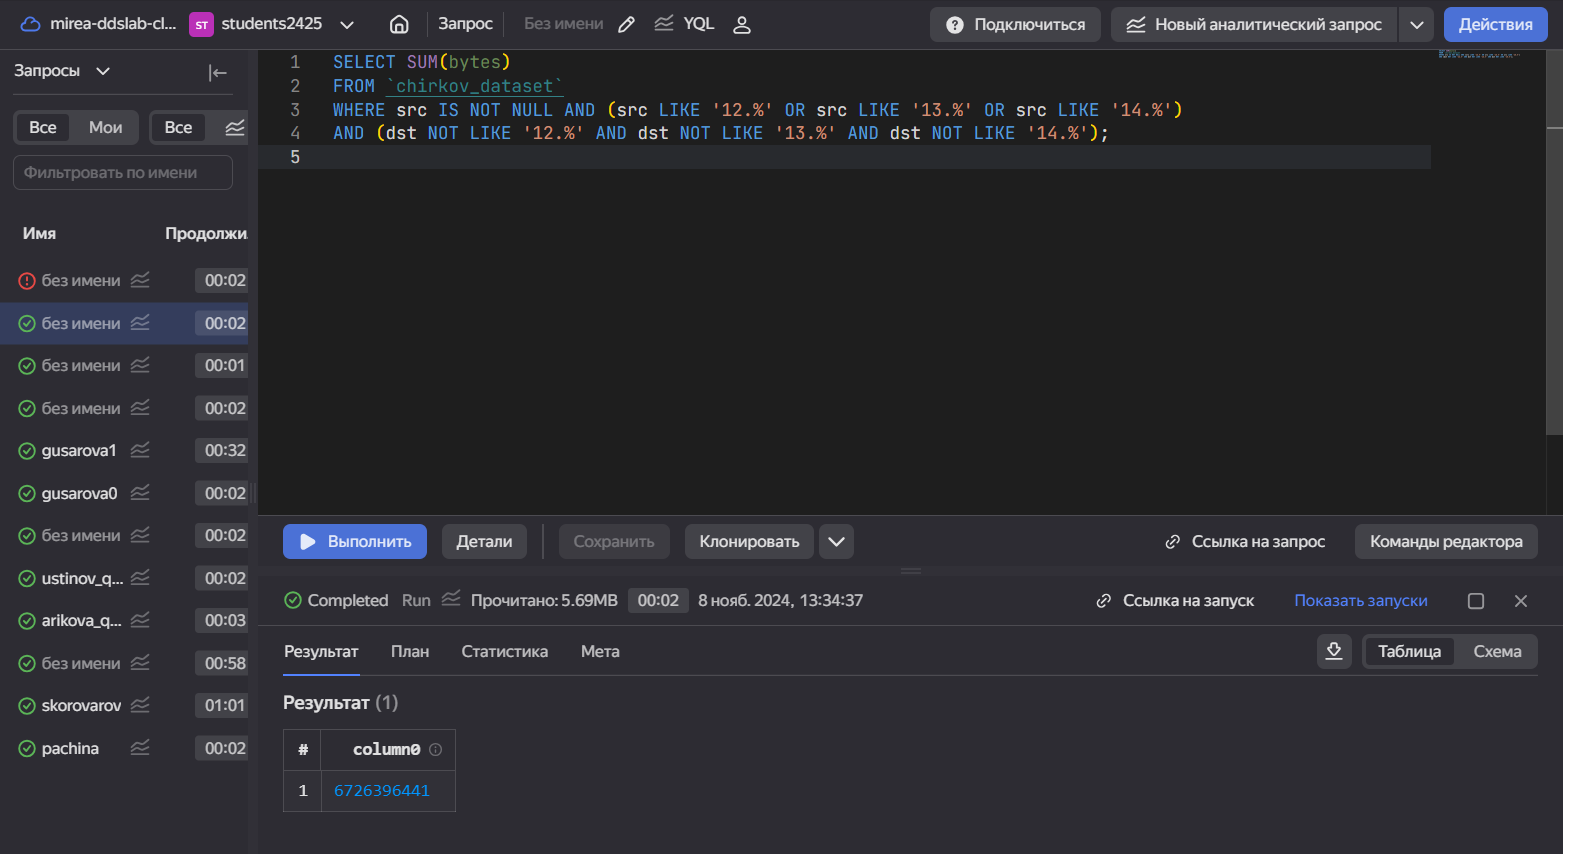 mirea-ddslab-cl... ST students2425 Запрос Без имени YQL Подключиться Новый аналитический запрос Действия
Запросы
Все Мои Все
Фильтровать по имени
Имя Продолжи
без имени 00:02
без имени 00:02
без имени 00:01
без имени 00:02
gusarova1 00:32
gusarova0 00:02
без имени 00:02
ustinov_q... 00:02
arikova_q... 00:03
без имени 00:58
skorovarov 01:01
pachina 00:02
1 SELECT SUM(bytes)
2 FROM `chirkov_dataset`
3 WHERE src IS NOT NULL AND (src LIKE '12.%' OR src LIKE '13.%' OR src LIKE '14.%')
4 AND (dst NOT LIKE '12.%' AND dst NOT LIKE '13.%' AND dst NOT LIKE '14.%');
5
Выполнить Детали Сохранить Клонировать Ссылка на запрос Команды редактора
Completed Run Прочитано: 5.69MB 00:02 8 нояб. 2024, 13:34:37 Ссылка на запуск Показать запуски
Результат План Статистика Мета Таблица Схема
Результат (1)
# column0
1 6726396441